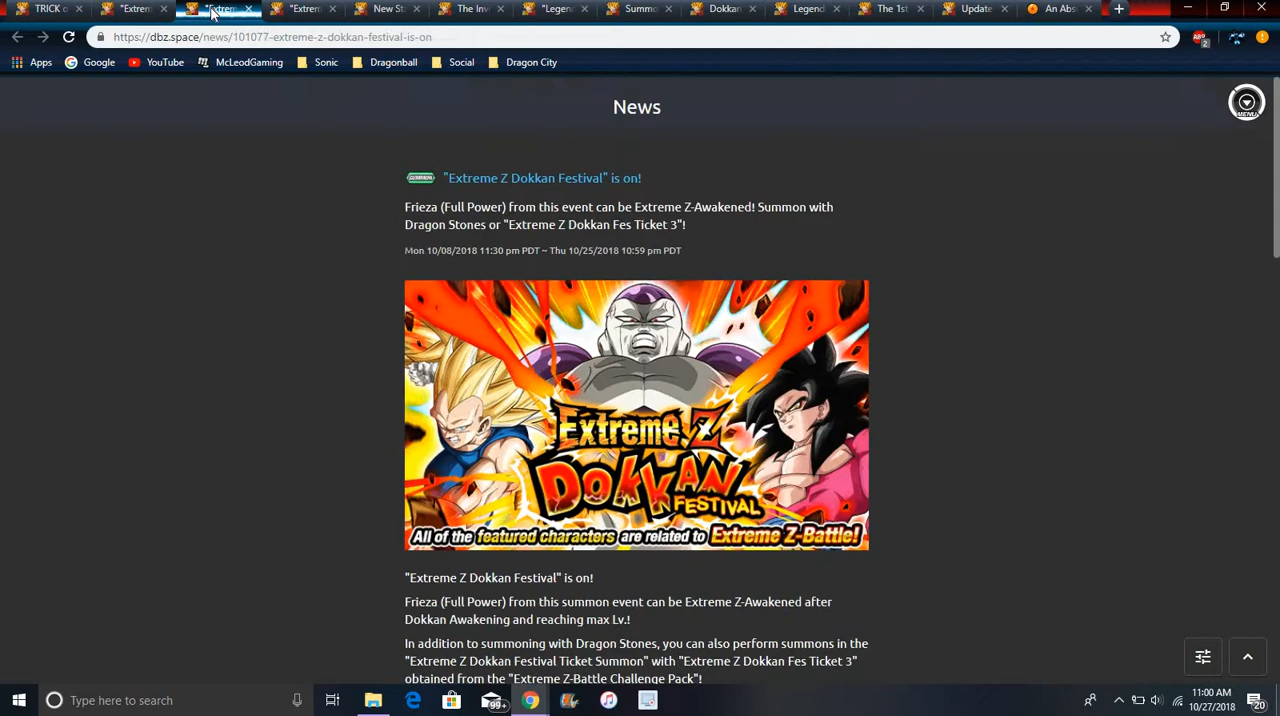 TRICK o
"Extrem
"Extrem
"Extrem
New St
The Inv
"Legen
Summo
Dokkan
Legend
The 1st
Update
An Abs
https://dbz.space/news/101077-extreme-z-dokkan-festival-is-on
ABP
2
Apps
Google
YouTube
McLeodGaming
Sonic
Dragonball
Social
Dragon City
News
MENU
SUMMON
"Extreme Z Dokkan Festival" is on!
Frieza (Full Power) from this event can be Extreme Z-Awakened! Summon with
Dragon Stones or "Extreme Z Dokkan Fes Ticket 3"!
Mon 10/08/2018 11:30 pm PDT ~ Thu 10/25/2018 10:59 pm PDT
Extreme Z
DOKKAN
FESTIVAL
All of the featured characters are related to Extreme Z-Battle!
"Extreme Z Dokkan Festival" is on!
Frieza (Full Power) from this summon event can be Extreme Z-Awakened after
Dokkan Awakening and reaching max Lv.!
In addition to summoning with Dragon Stones, you can also perform summons in the
"Extreme Z Dokkan Festival Ticket Summon" with "Extreme Z Dokkan Fes Ticket 3"
obtained from the "Extreme Z-Battle Challenge Pack"!
Type here to search
99+
11:00 AM
10/27/2018
20